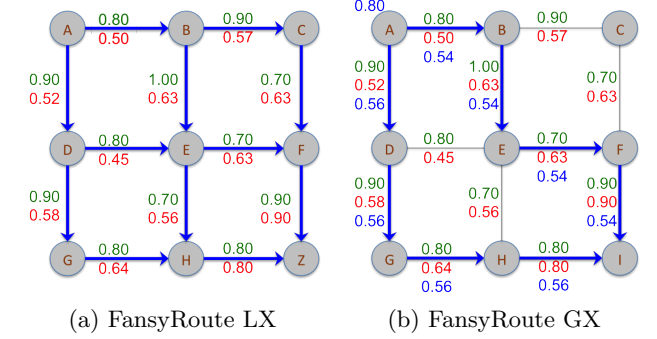 0.80
0.80 0.90 0.80 0.90
A 0.50 B 0.57 C A 0.50 B 0.57 C
0.54
0.90 1.00 0.70 0.90 1.00 0.70
0.52 0.63 0.63 0.52 0.63 0.63
0.56 0.54
0.80 0.70 0.80 0.70
D 0.45 E 0.63 F D 0.45 E 0.63 F
0.54
0.90 0.70 0.90 0.90 0.70 0.90
0.58 0.56 0.90 0.58 0.56 0.90
0.56 0.54
0.80 0.80 0.80 0.80
G 0.64 H 0.80 Z G 0.64 H 0.80 I
0.56 0.56
(a) FansyRoute LX (b) FansyRoute GX